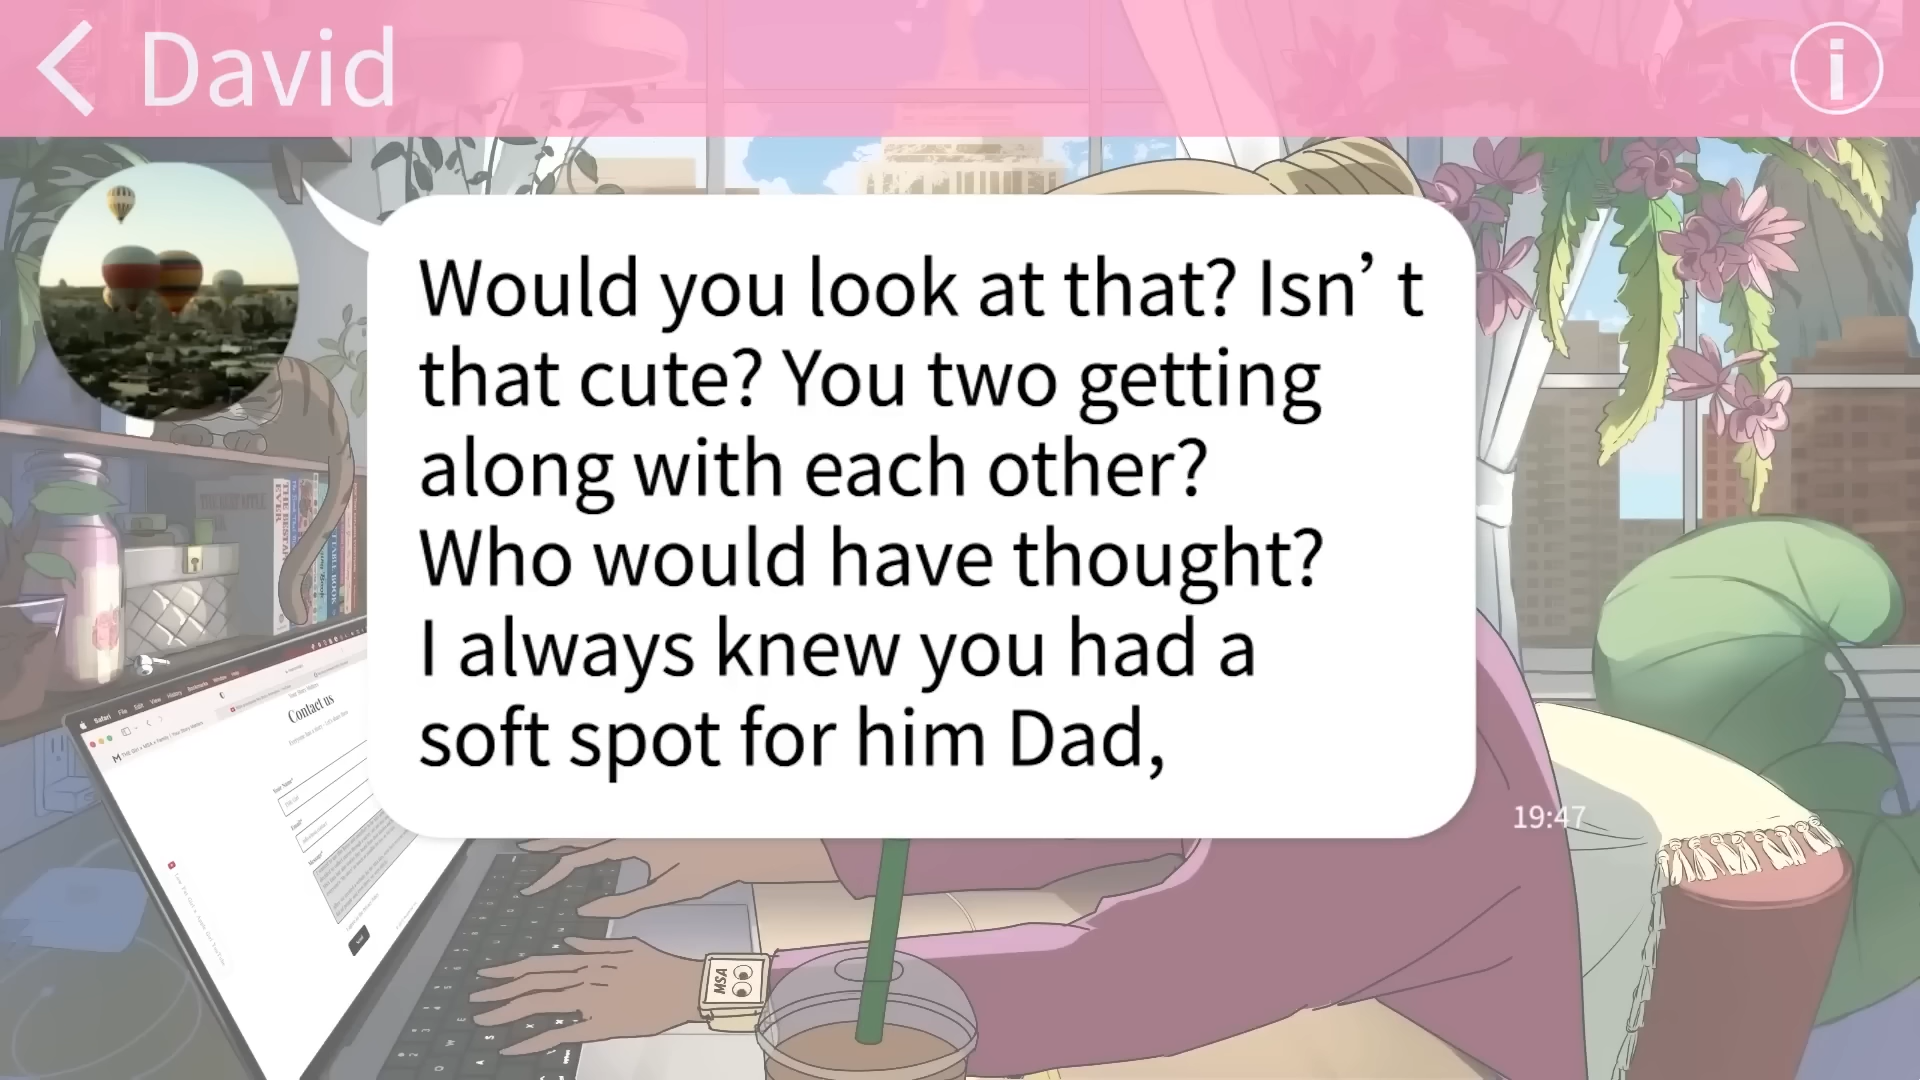 David
i
Would you look at that? Isn’ t
that cute? You two getting
along with each other?
Who would have thought?
I always knew you had a
soft spot for him Dad,
19:47
Contact us
MSA